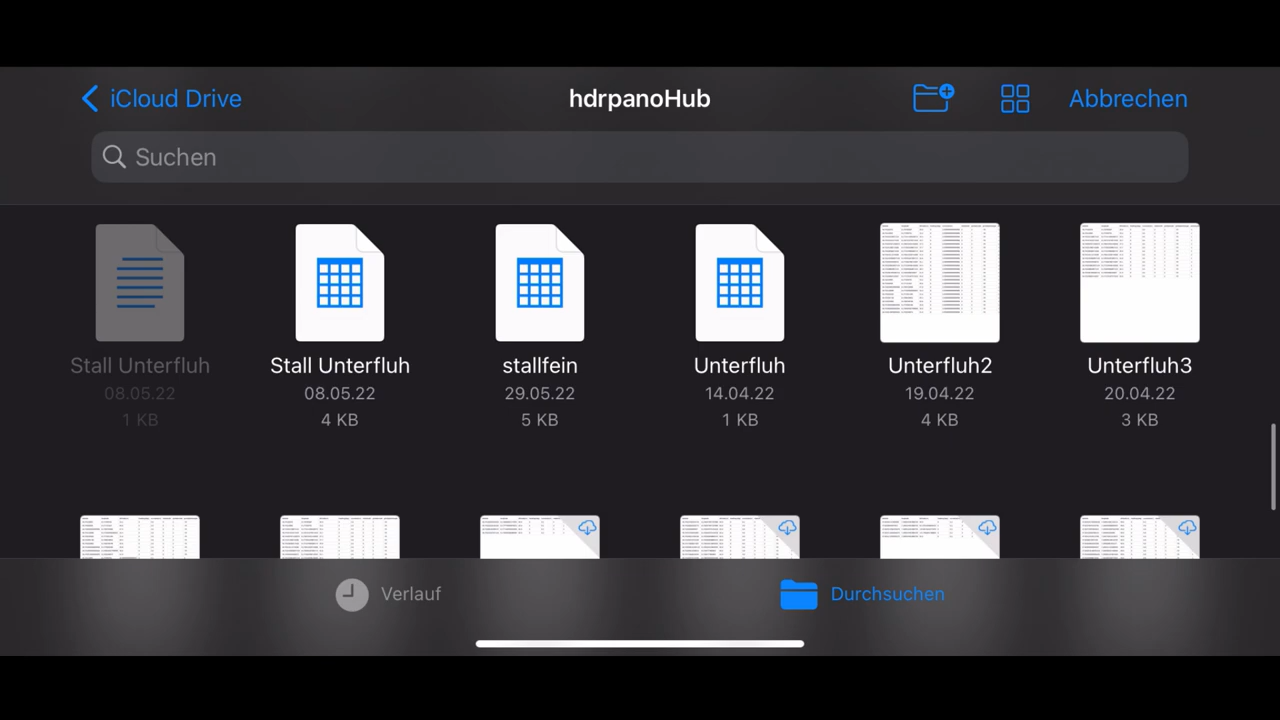 iCloud Drive
hdrpanoHub
Abbrechen
Suchen
Stall Unterfluh
08.05.22
1 KB
Stall Unterfluh
08.05.22
4 KB
stallfein
29.05.22
5 KB
Unterfluh
14.04.22
1 KB
Unterfluh2
19.04.22
4 KB
Unterfluh3
20.04.22
3 KB
Verlauf
Durchsuchen